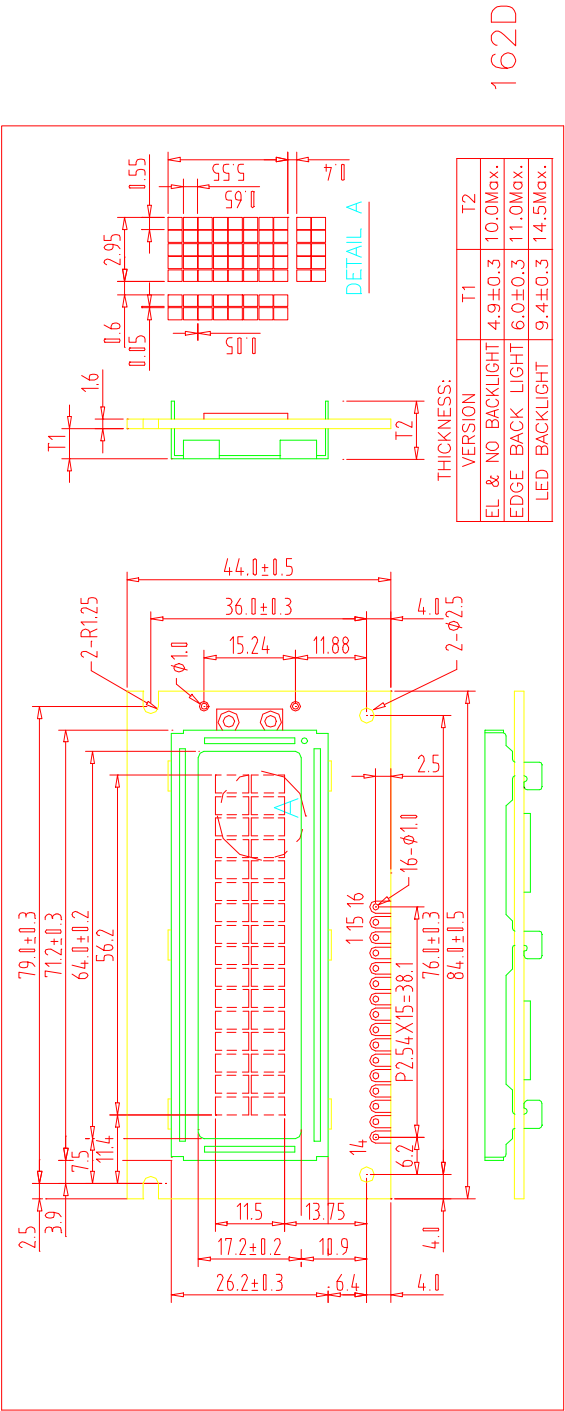 162D
79.0±0.3
71.2±0.3
64.0±0.2
56.2
2.5
3.9
7.5
11.4
2-R1.25
φ1.0
44.0±0.5
36.0±0.3
15.24
11.88
4.0
2-φ2.5
2.5
A
1 15 16
16-φ1.0
P2.54X15=38.1
76.0±0.3
84.0±0.5
14
6.2
4.0
11.5
13.75
17.2±0.2
10.9
26.2±0.3
6.4
4.0
T1
1.6
T2
0.6
2.95
0.55
0.05
0.05
5.55
0.65
0.4
DETAIL A
THICKNESS:
VERSION T1 T2
EL & NO BACKLIGHT 4.9±0.3 10.0Max.
EDGE BACK LIGHT 6.0±0.3 11.0Max.
LED BACKLIGHT 9.4±0.3 14.5Max.